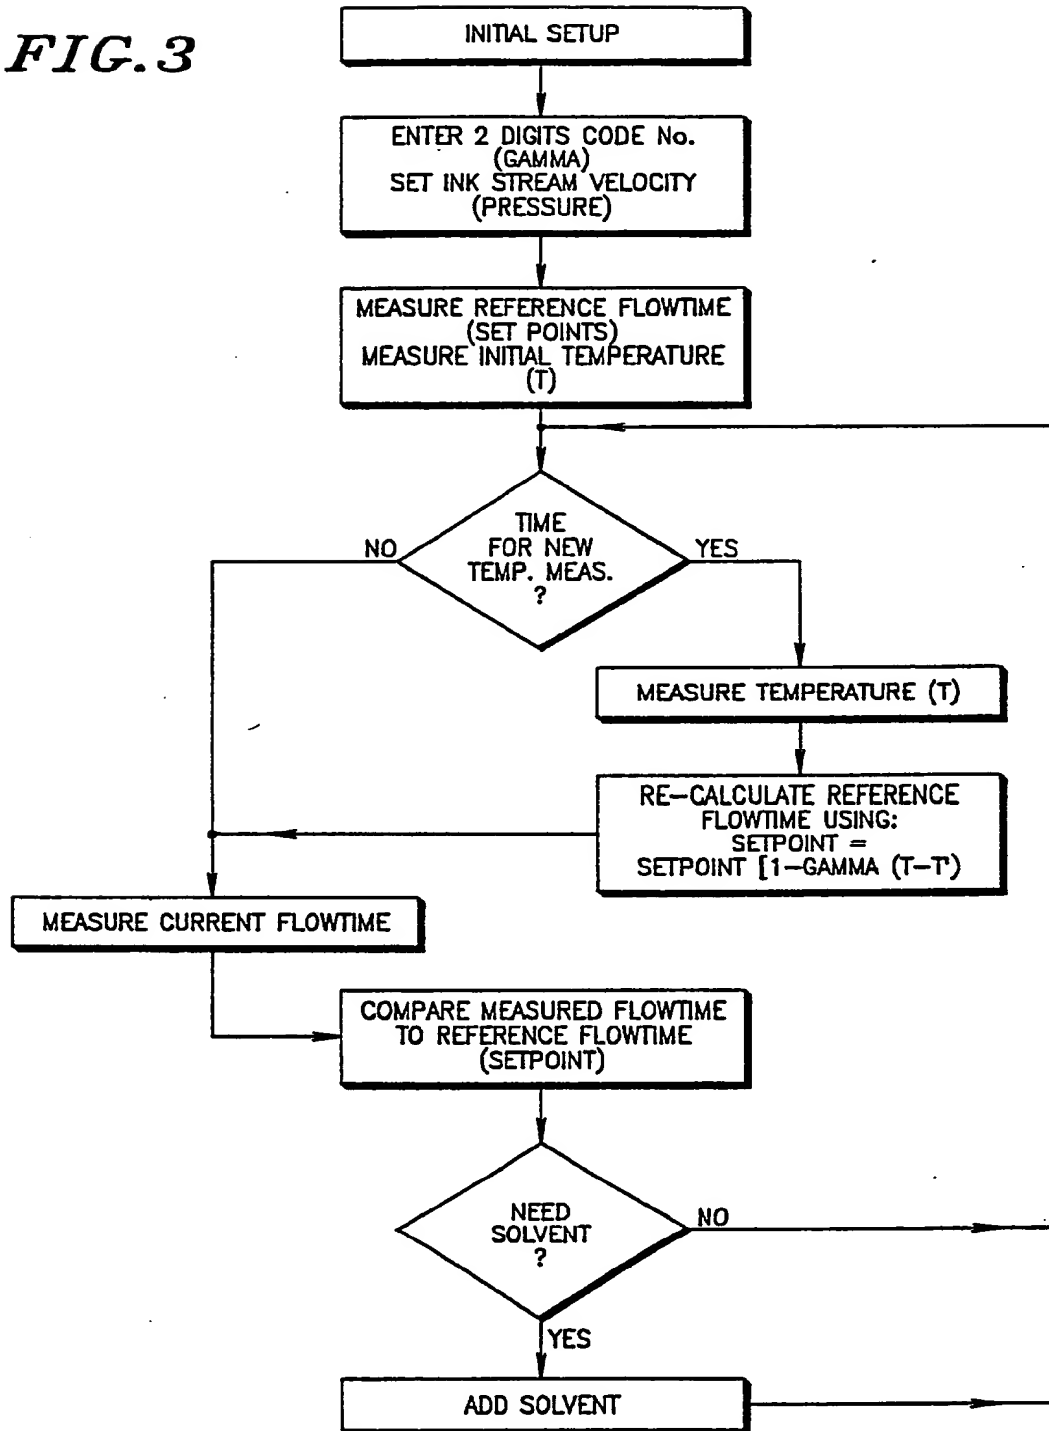 FIG.3
INITIAL SETUP
ENTER 2 DIGITS CODE No.
(GAMMA)
SET INK STREAM VELOCITY
(PRESSURE)
MEASURE REFERENCE FLOWTIME
(SET POINTS)
MEASURE INITIAL TEMPERATURE
(T)
TIME
FOR NEW
TEMP. MEAS.
?
NO
YES
MEASURE TEMPERATURE (T)
RE-CALCULATE REFERENCE
FLOWTIME USING:
SETPOINT =
SETPOINT [1-GAMMA (T-T')
MEASURE CURRENT FLOWTIME
COMPARE MEASURED FLOWTIME
TO REFERENCE FLOWTIME
(SETPOINT)
NEED
SOLVENT
?
NO
YES
ADD SOLVENT